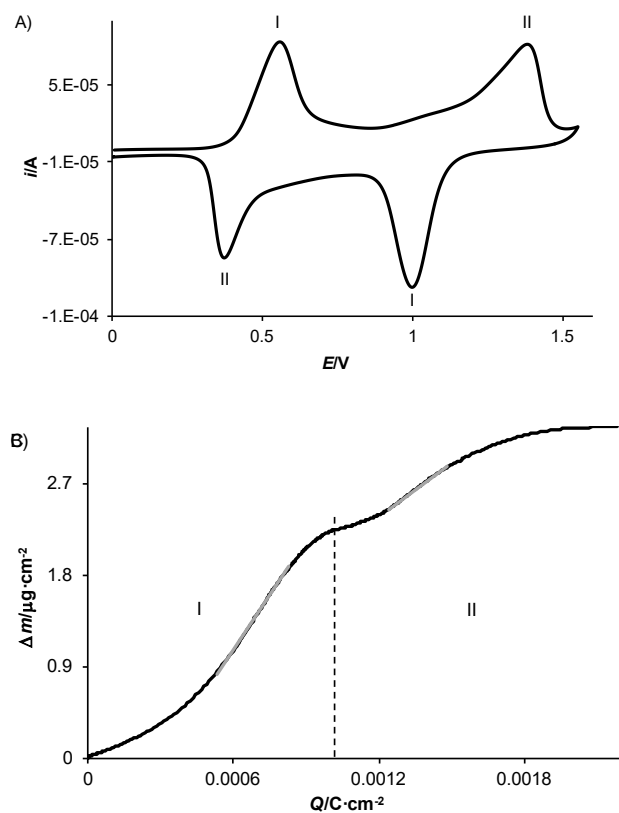 A)
I
II
5.E-05
i/A
-1.E-05
-7.E-05
II
I
-1.E-04
0
0.5
1
1.5
E/V
B)
2.7
Δm/μg·cm-2
1.8
I
II
0.9
0
0
0.0006
0.0012
0.0018
Q/C·cm-2